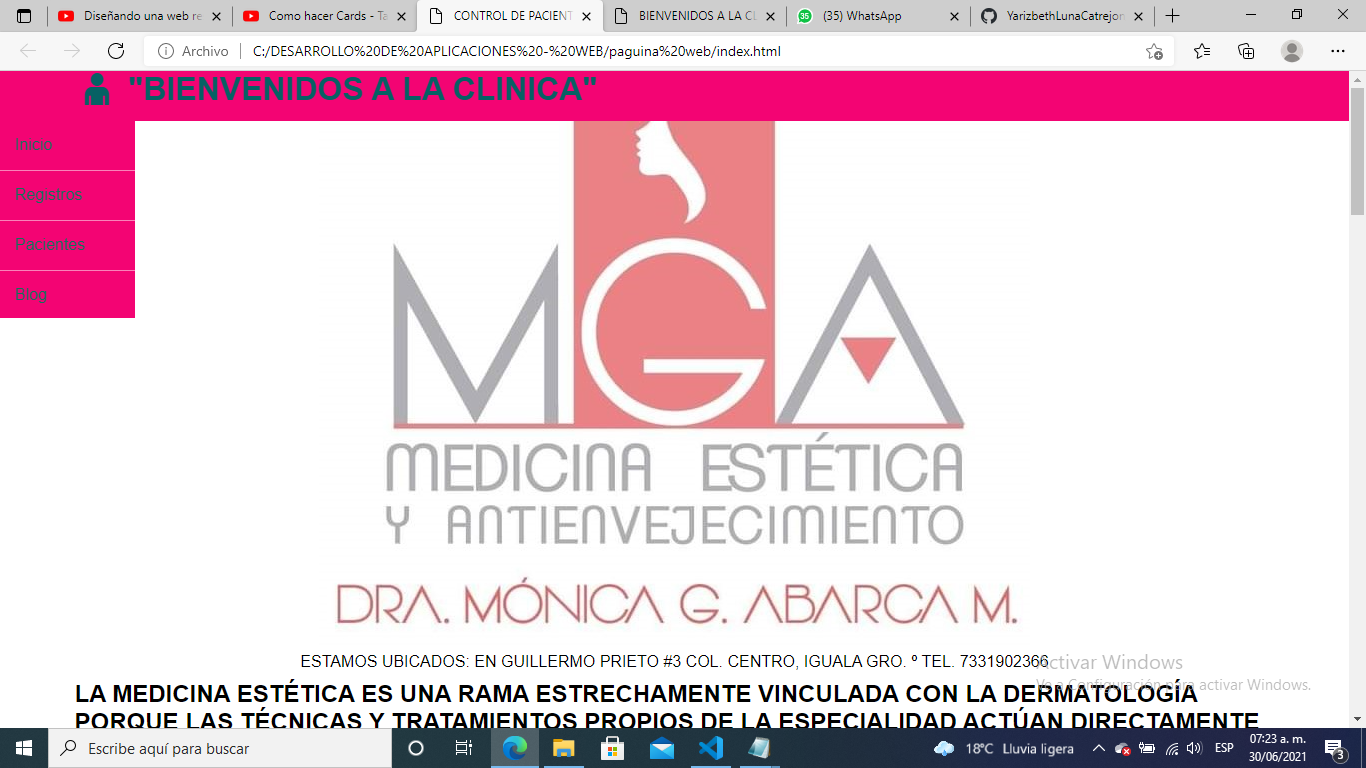 Diseñando una web re
Como hacer Cards - Ta
CONTROL DE PACIENT
BIENVENIDOS A LA CL
(35) WhatsApp
YarizbethLunaCatrejon
Archivo
C:/DESARROLLO%20DE%20APLICACIONES%20-%20WEB/paguina%20web/index.html
"BIENVENIDOS A LA CLINICA"
Inicio
Registros
Pacientes
Blog
MGA
MEDICINA ESTÉTICA
Y ANTIENVEJECIMIENTO
DRA. MÓNICA G. ABARCA M.
ESTAMOS UBICADOS: EN GUILLERMO PRIETO #3 COL. CENTRO, IGUALA GRO. º TEL. 7331902366
Activar Windows
Ve a Configuración para activar Windows.
LA MEDICINA ESTÉTICA ES UNA RAMA ESTRECHAMENTE VINCULADA CON LA DERMATOLOGÍA
PORQUE LAS TÉCNICAS Y TRATAMIENTOS PROPIOS DE LA ESPECIALIDAD ACTÚAN DIRECTAMENTE
Escribe aquí para buscar
18°C Lluvia ligera
ESP
07:23 a. m.
30/06/2021
3